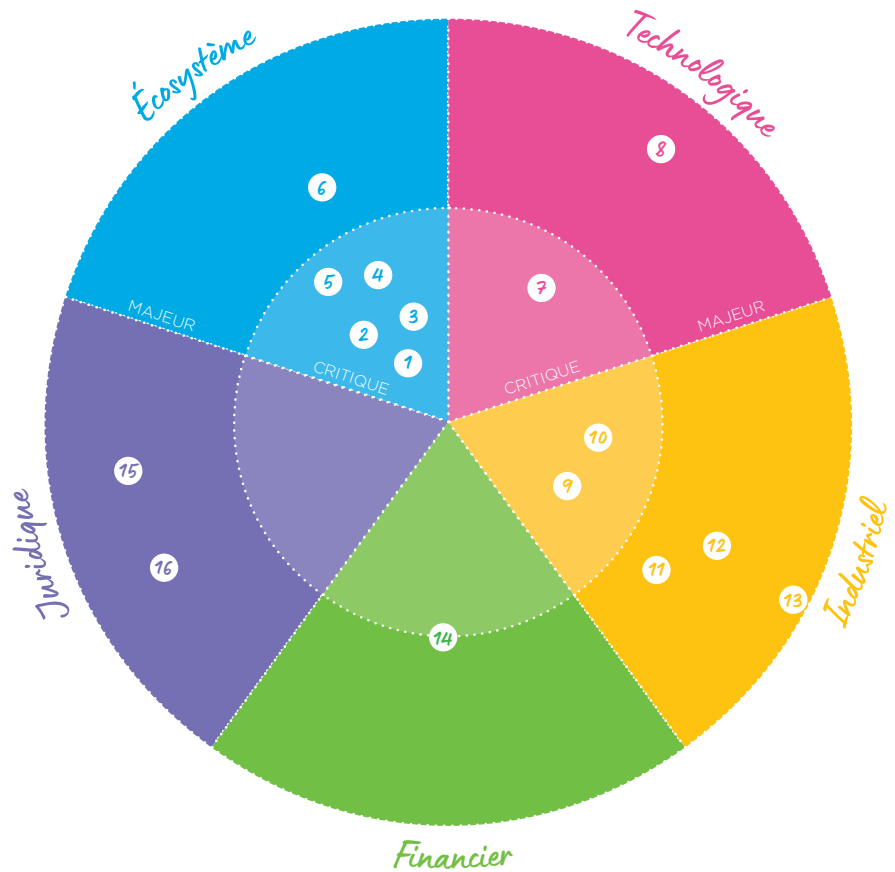 Écosystème
Technologique
8
6
5
4
7
3
2
1
MAJEUR
MAJEUR
CRITIQUE
CRITIQUE
10
9
15
16
12
11
13
Juridique
Industriel
14
Financier